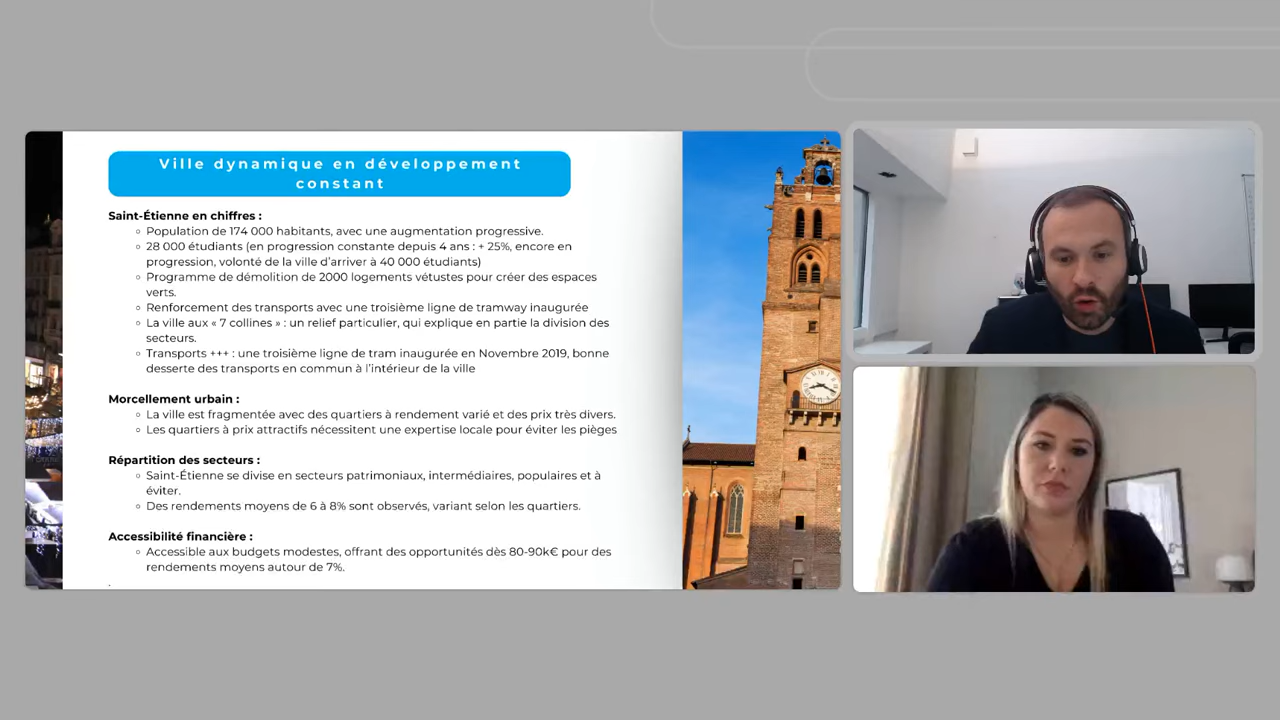 Ville dynamique en développement
constant
Saint-Étienne en chiffres :
◦ Population de 174 000 habitants, avec une augmentation progressive.
◦ 28 000 étudiants (en progression constante depuis 4 ans : + 25%, encore en
progression, volonté de la ville d'arriver à 40 000 étudiants)
◦ Programme de démolition de 2000 logements vétustes pour créer des espaces
verts.
◦ Renforcement des transports avec une troisième ligne de tramway inaugurée
◦ La ville aux « 7 collines » : un relief particulier, qui explique en partie la division des
secteurs.
◦ Transports +++ : une troisième ligne de tram inaugurée en Novembre 2019, bonne
desserte des transports en commun à l'intérieure de la ville
Morcellement urbain :
◦ La ville est fragmentée avec des quartiers à rendement varié et des prix très divers.
◦ Les quartiers à prix attractifs nécessitent une expertise locale pour éviter les pièges
Répartition des secteurs :
◦ Saint-Étienne se divise en secteurs patrimoniaux, intermédiaires, populaires et à
éviter.
◦ Des rendements moyens de 6 à 8% sont observés, variant selon les quartiers.
Accessibilité financière :
◦ Accessible aux budgets modestes, offrant des opportunités dès 80-90k€ pour des
rendements moyens autour de 7%.
.